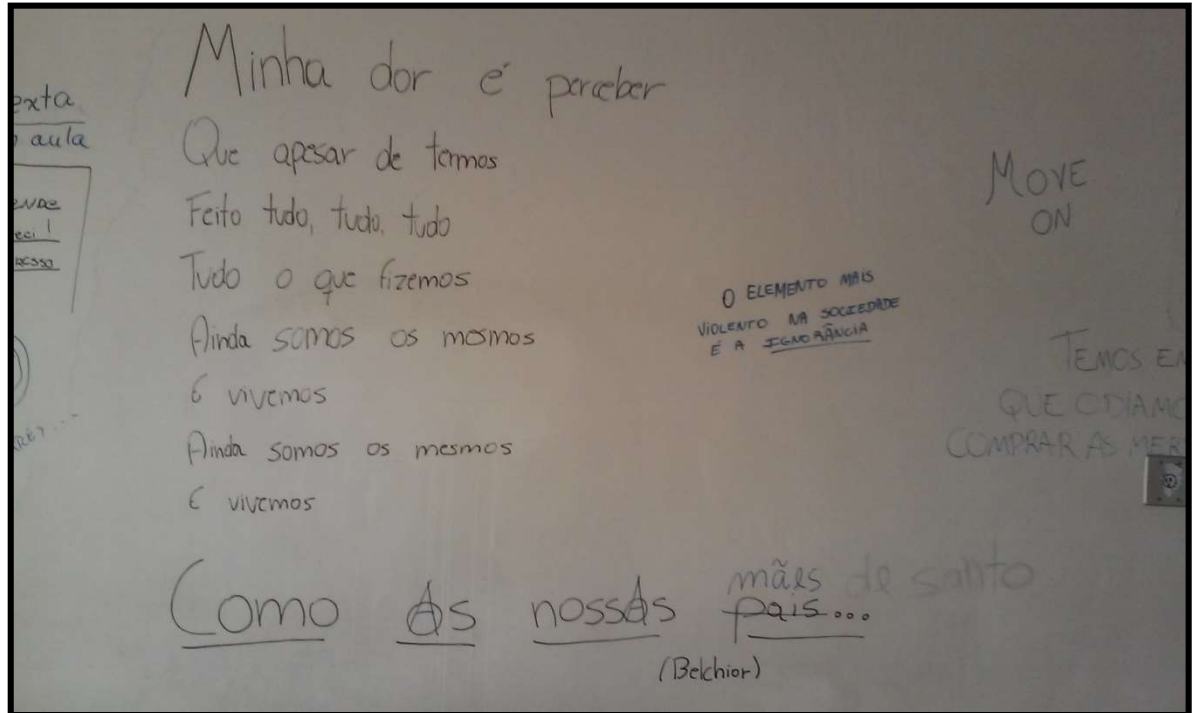 Minha dor é perceber
Que apesar de termos
Feito tudo, tudo, tudo
Tudo o que fizemos
Ainda somos os mesmos
E vivemos
Ainda somos os mesmos
E vivemos
Como As nossAs pais...
mães de santo
(Belchior)
exta
aula
O ELEMENTO MAIS
VIOLENTO NA SOCIEDADE
É A IGNORÂNCIA
MOVE
ON
TEMOS EM
QUE ODIAMO
COMPRAR AS MER